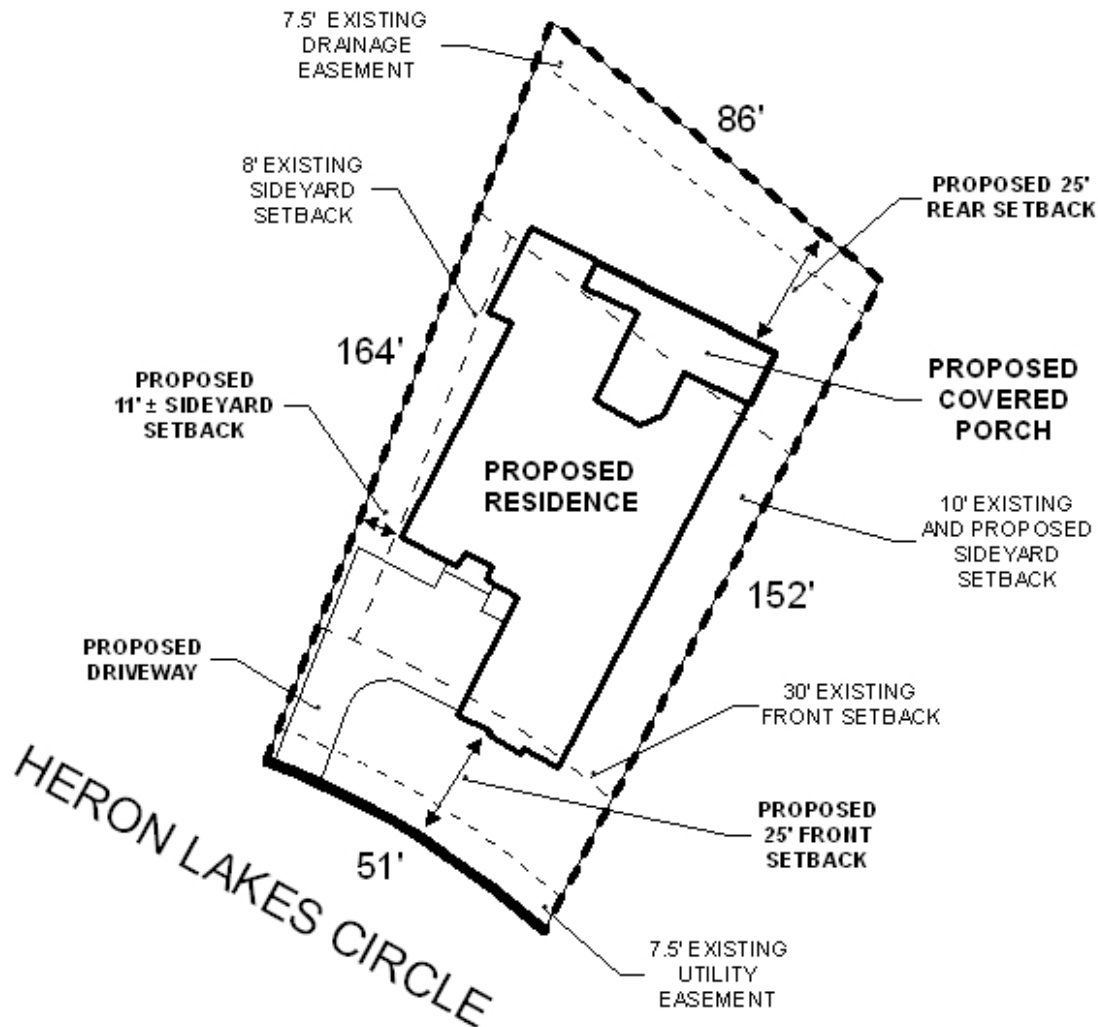 7.5' EXISTING
DRAINAGE
EASEMENT
86'
8' EXISTING
SIDEYARD
SETBACK
PROPOSED 25'
REAR SETBACK
164'
PROPOSED
11'± SIDEYARD
SETBACK
PROPOSED
COVERED
PORCH
PROPOSED
RESIDENCE
10' EXISTING
AND PROPOSED
SIDEYARD
SETBACK
152'
PROPOSED
DRIVEWAY
30' EXISTING
FRONT SETBACK
HERON LAKES CIRCLE
51'
PROPOSED
25' FRONT
SETBACK
7.5' EXISTING
UTILITY
EASEMENT